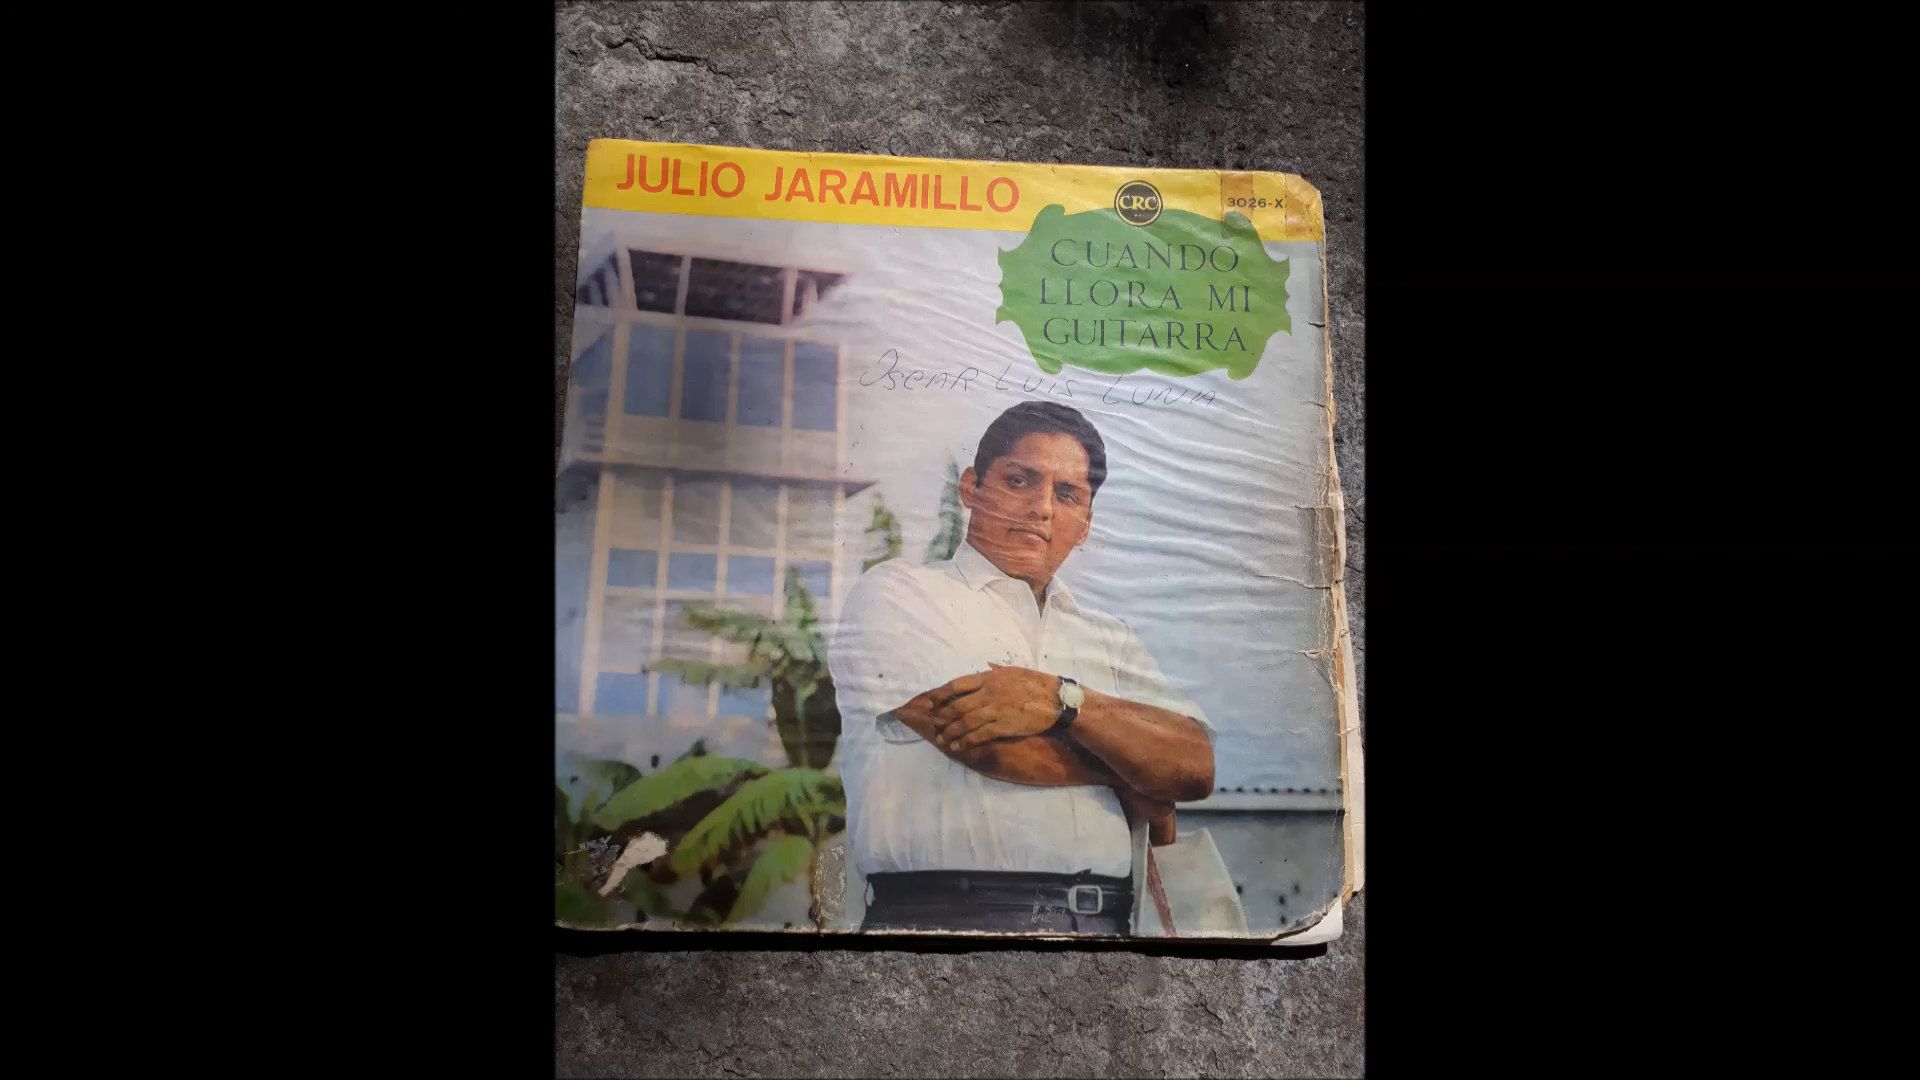 JULIO JARAMILLO
CRC
3026-X
CUANDO
LLORA MI
GUITARRA
OSCAR LUIS LUNA